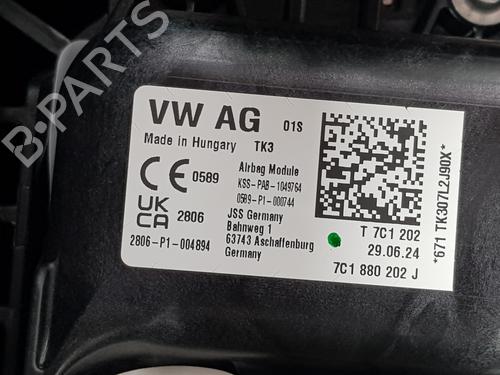 B-PARTS
VW AG 01S
Made in Hungary TK3
CE 0589
Airbag Module
KSS-PAB-1049764
0589-P1-000744
UK CA 2806
JSS Germany
Bahnweg 1
63743 Aschaffenburg
Germany
2806-P1-004894
T 7C1 202
29.06.24
7C1 880 202 J
*671 TK307L2J90X*